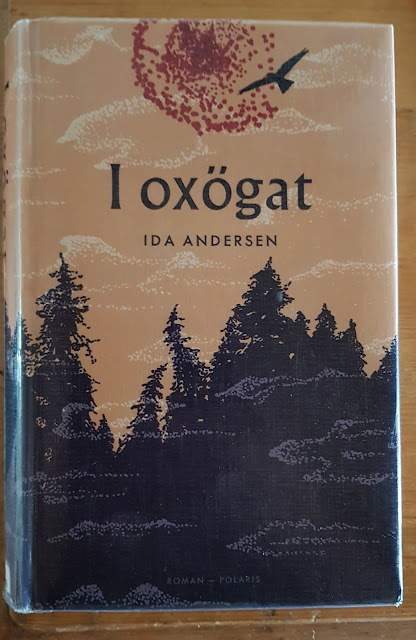 I oxögat
IDA ANDERSEN
ROMAN — POLARIS